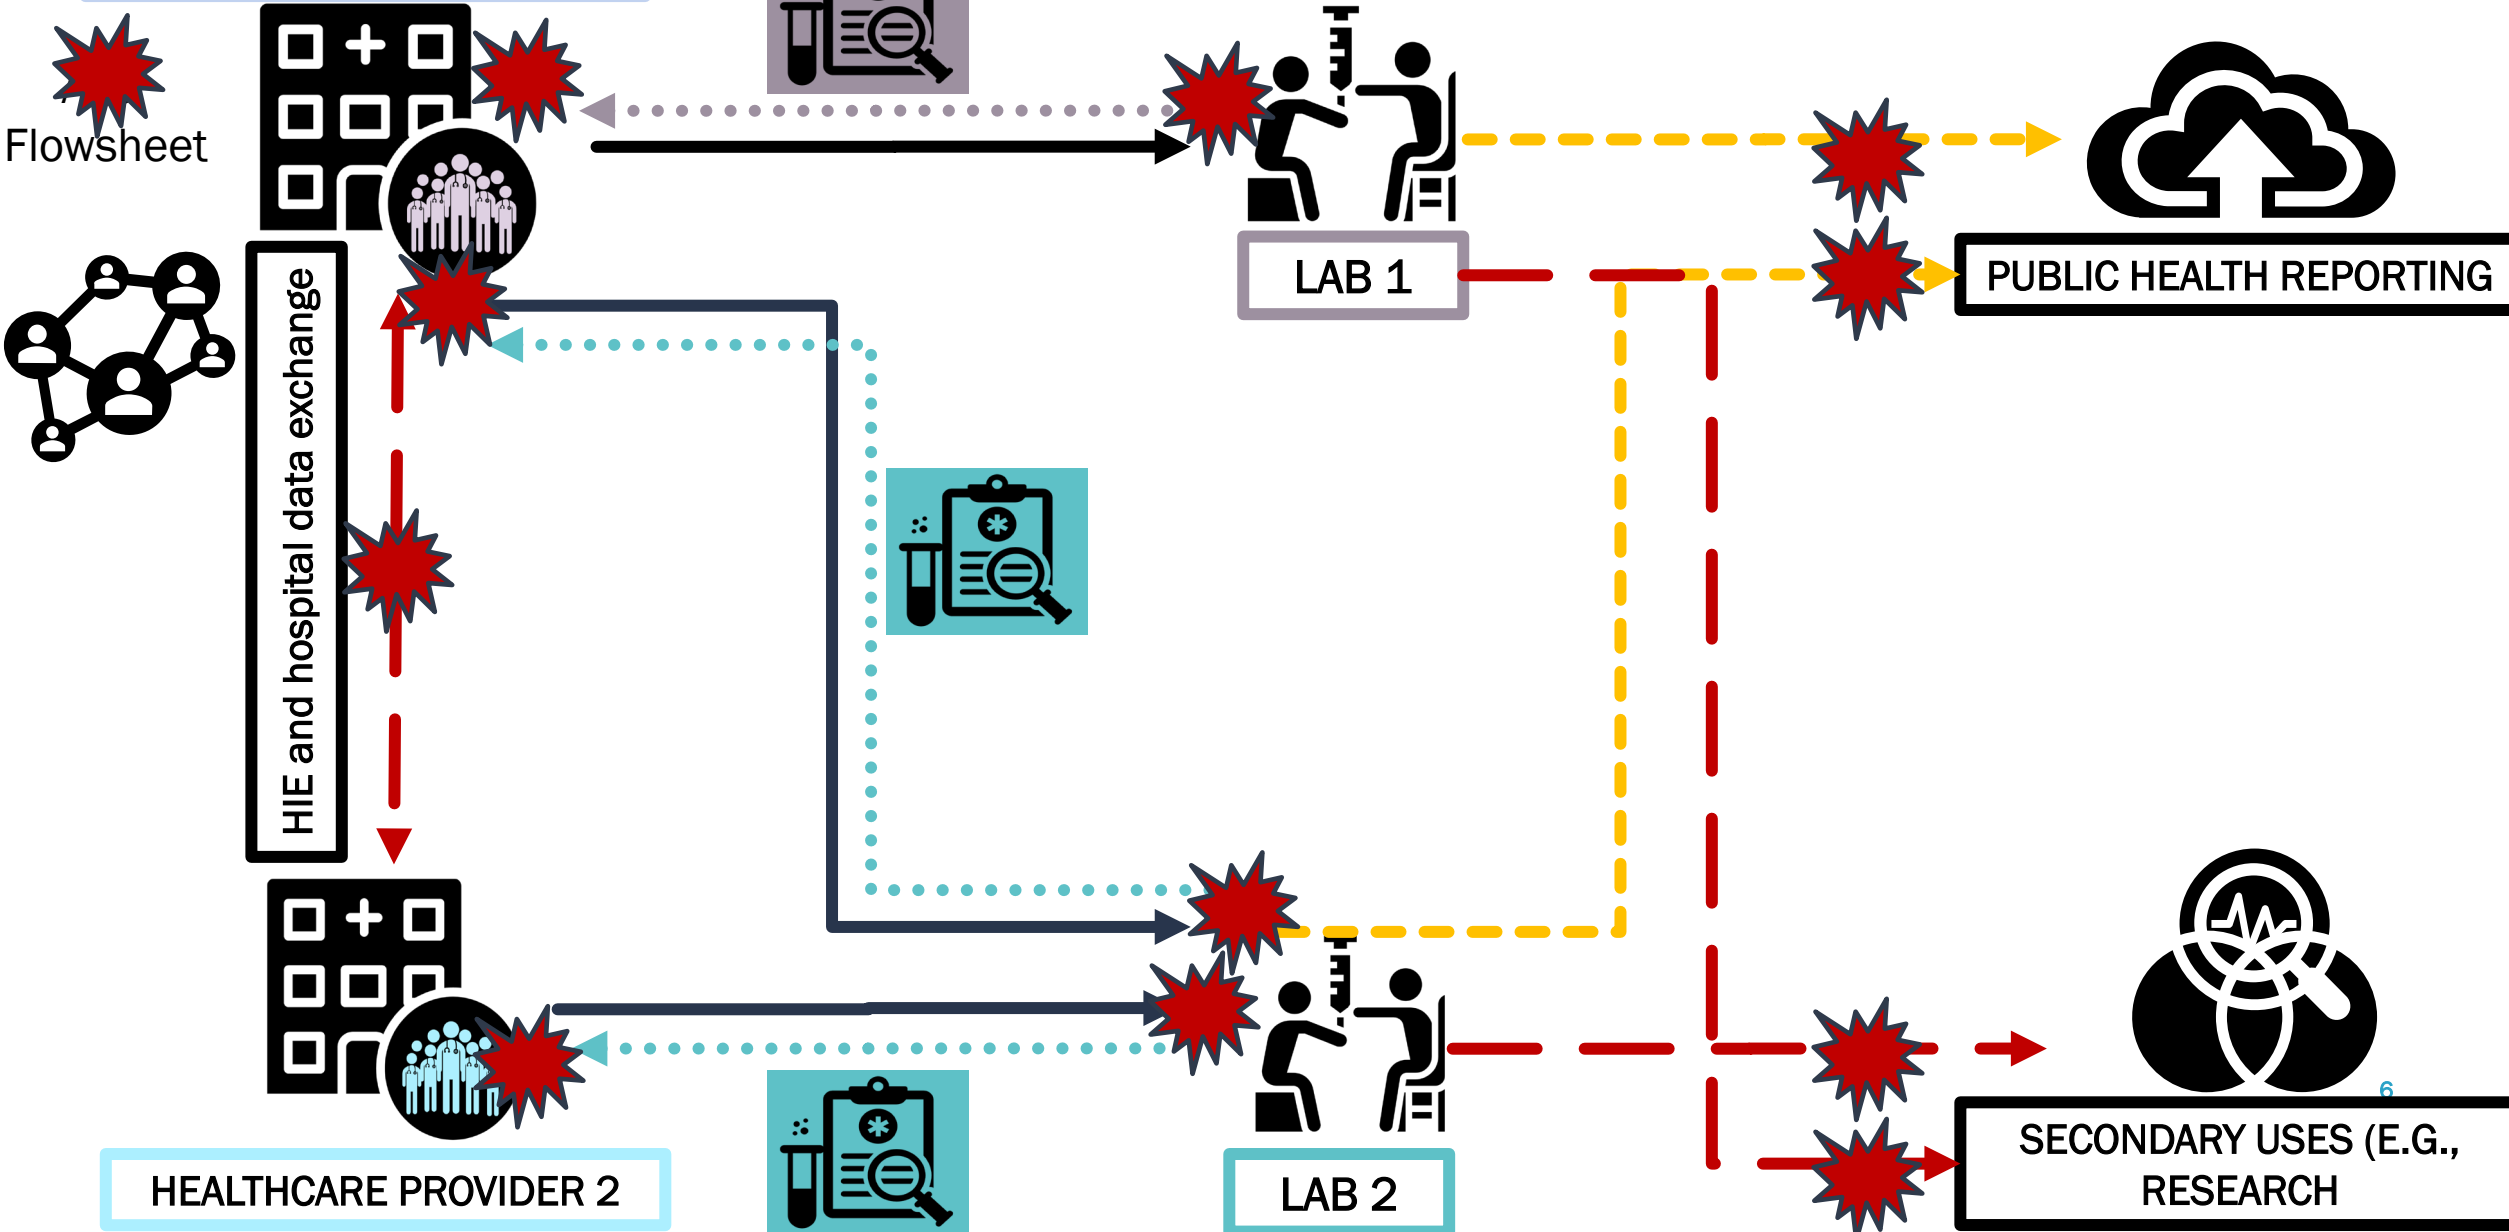 Flowsheet
HIE and hospital data exchange
LAB 1
PUBLIC HEALTH REPORTING
HEALTHCARE PROVIDER 2
LAB 2
6
SECONDARY USES (E.G.,
RESEARCH